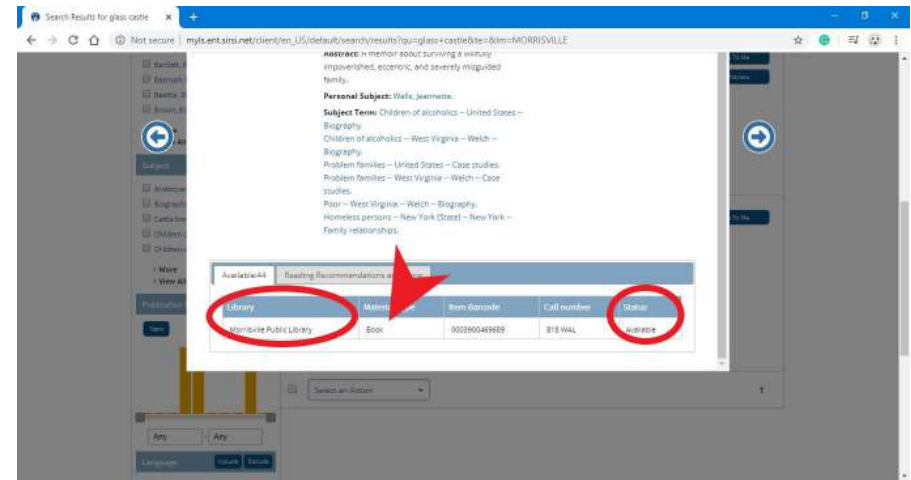 Search Results for glass castle
Not secure myls.ent.sirsi.net/client/en_US/default/search/results?qu=glass+castle&te=&lm=MORRISVILLE
Abstract: A memoir about surviving a willfully
impoverished, eccentric, and severely misguided
family.
Personal Subject: Walls, Jeannette.
Subject Term: Children of alcoholics -- United States --
Biography.
Children of alcoholics -- West Virginia -- Welch --
Biography.
Problem families -- United States -- Case studies.
Problem families -- West Virginia -- Welch -- Case
studies.
Poor -- West Virginia -- Welch -- Biography.
Homeless persons -- New York (State) -- New York --
Family relationships.
Subject
More
View All
Available:44 Reading Recommendations
Library Item Barcode Call number Status
Morrisville Public Library Book 818 WAL Available
Select an Action 1
Any Any
Language Include Exclude